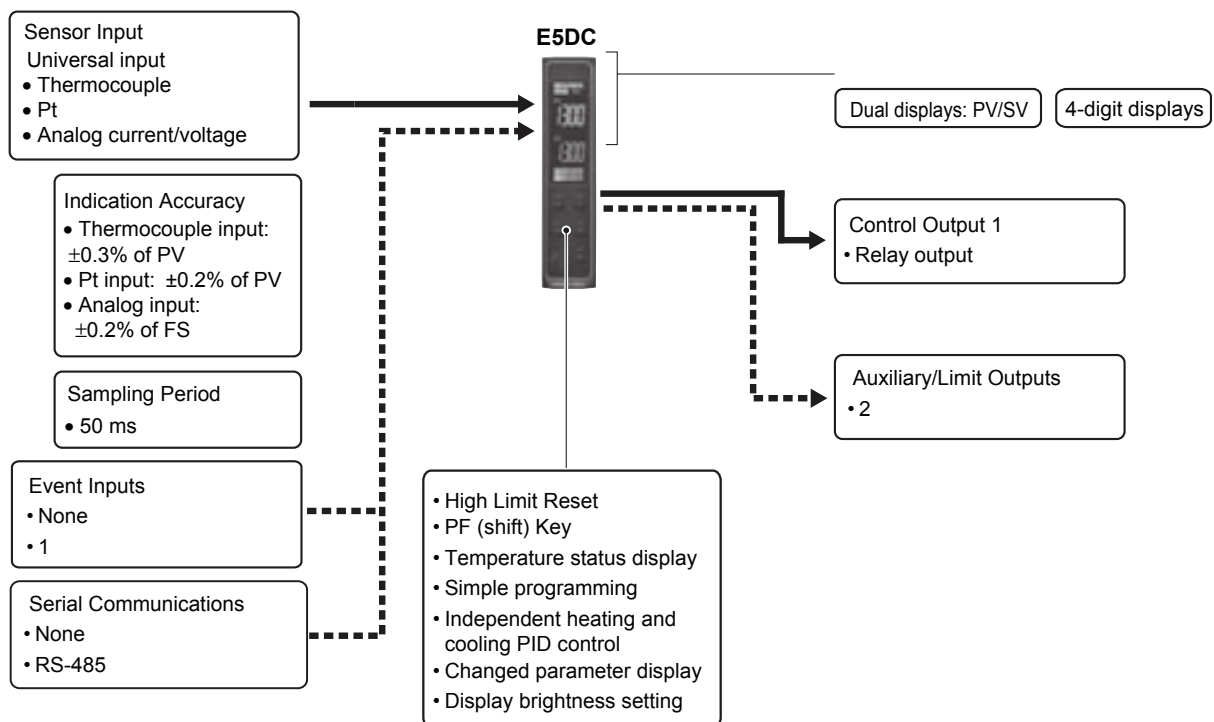 Sensor Input
Universal input
• Thermocouple
• Pt
• Analog current/voltage
Indication Accuracy
• Thermocouple input:
±0.3% of PV
• Pt input: ±0.2% of PV
• Analog input:
±0.2% of FS
Sampling Period
• 50 ms
Event Inputs
• None
• 1
Serial Communications
• None
• RS-485
E5DC
1300
1300
• High Limit Reset
• PF (shift) Key
• Temperature status display
• Simple programming
• Independent heating and
cooling PID control
• Changed parameter display
• Display brightness setting
Dual displays: PV/SV
4-digit displays
Control Output 1
• Relay output
Auxiliary/Limit Outputs
• 2